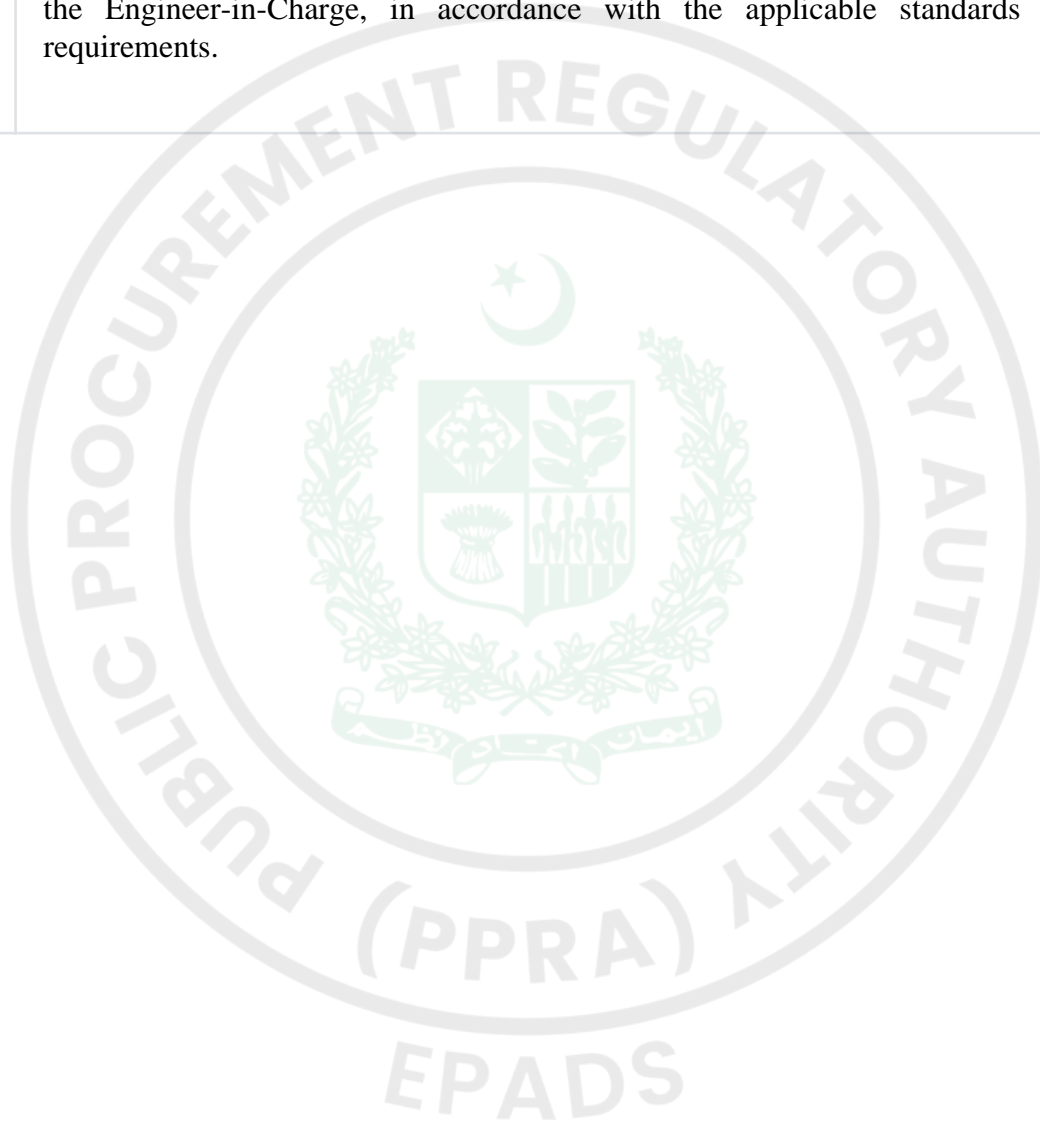 the Engineer-in-Charge, in accordance with the applicable standards
requirements.
PUBLIC PROCUREMENT REGULATORY AUTHORITY
(PPRA)
EPADS